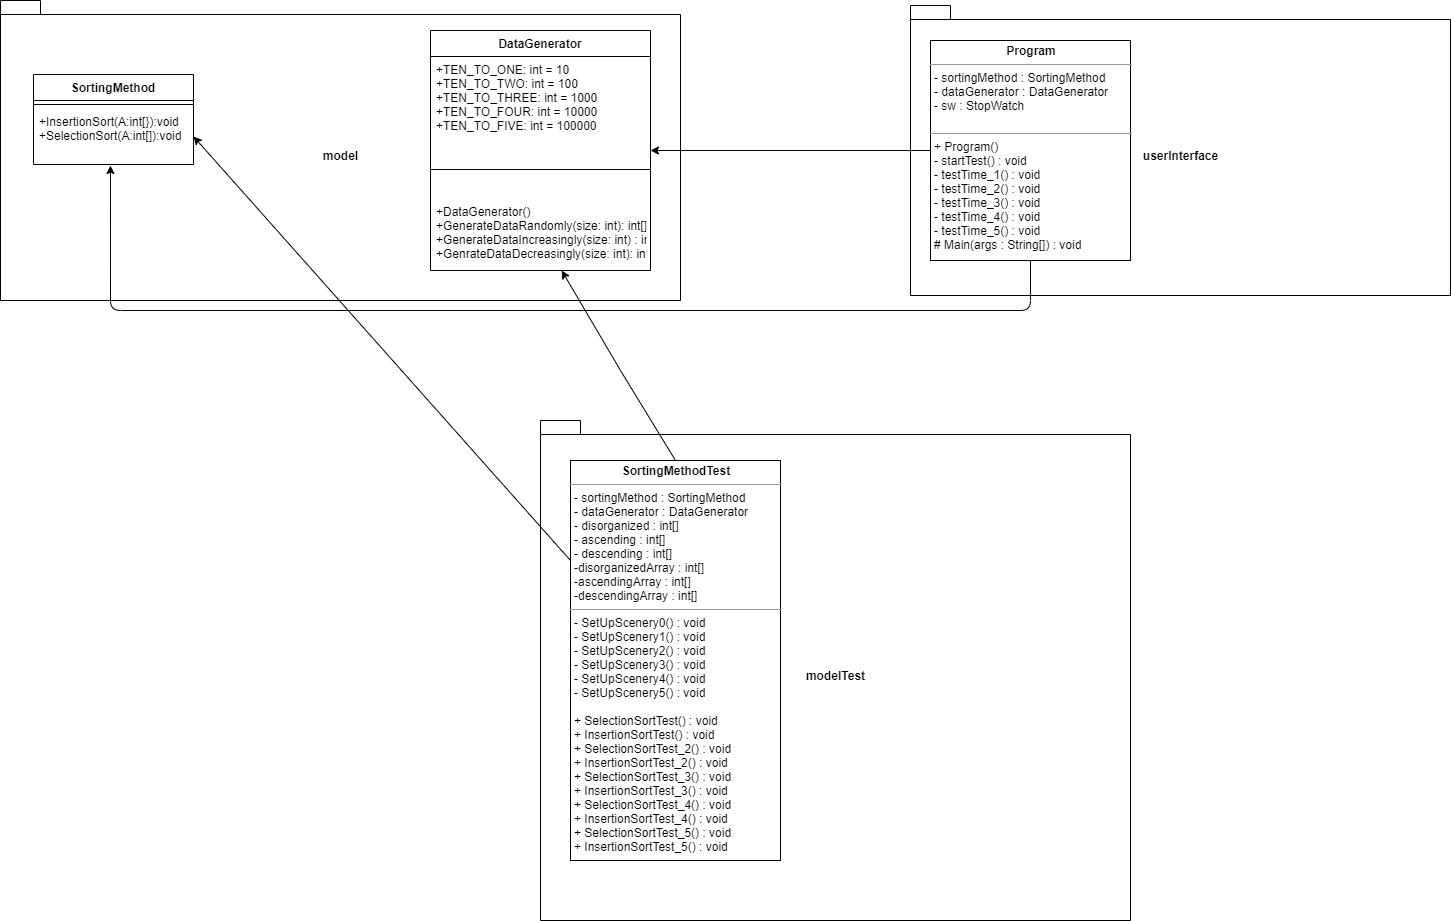 SortingMethod
+InsertionSort(A:int[}):void
+SelectionSort(A:int[]):void
model
DataGenerator
+TEN_TO_ONE: int = 10
+TEN_TO_TWO: int = 100
+TEN_TO_THREE: int = 1000
+TEN_TO_FOUR: int = 10000
+TEN_TO_FIVE: int = 100000
+DataGenerator()
+GenerateDataRandomly(size: int): int[]
+GenerateDataIncreasingly(size: int) : in
+GenrateDataDecreasingly(size: int): in
Program
- sortingMethod : SortingMethod
- dataGenerator : DataGenerator
- sw : StopWatch
+ Program()
- startTest() : void
- testTime_1() : void
- testTime_2() : void
- testTime_3() : void
- testTime_4() : void
- testTime_5() : void
# Main(args : String[]) : void
userInterface
SortingMethodTest
- sortingMethod : SortingMethod
- dataGenerator : DataGenerator
- disorganized : int[]
- ascending : int[]
- descending : int[]
-disorganizedArray : int[]
-ascendingArray : int[]
-descendingArray : int[]
- SetUpScenery0() : void
- SetUpScenery1() : void
- SetUpScenery2() : void
- SetUpScenery3() : void
- SetUpScenery4() : void
- SetUpScenery5() : void
+ SelectionSortTest() : void
+ InsertionSortTest() : void
+ SelectionSortTest_2() : void
+ InsertionSortTest_2() : void
+ SelectionSortTest_3() : void
+ InsertionSortTest_3() : void
+ SelectionSortTest_4() : void
+ InsertionSortTest_4() : void
+ SelectionSortTest_5() : void
+ InsertionSortTest_5() : void
modelTest